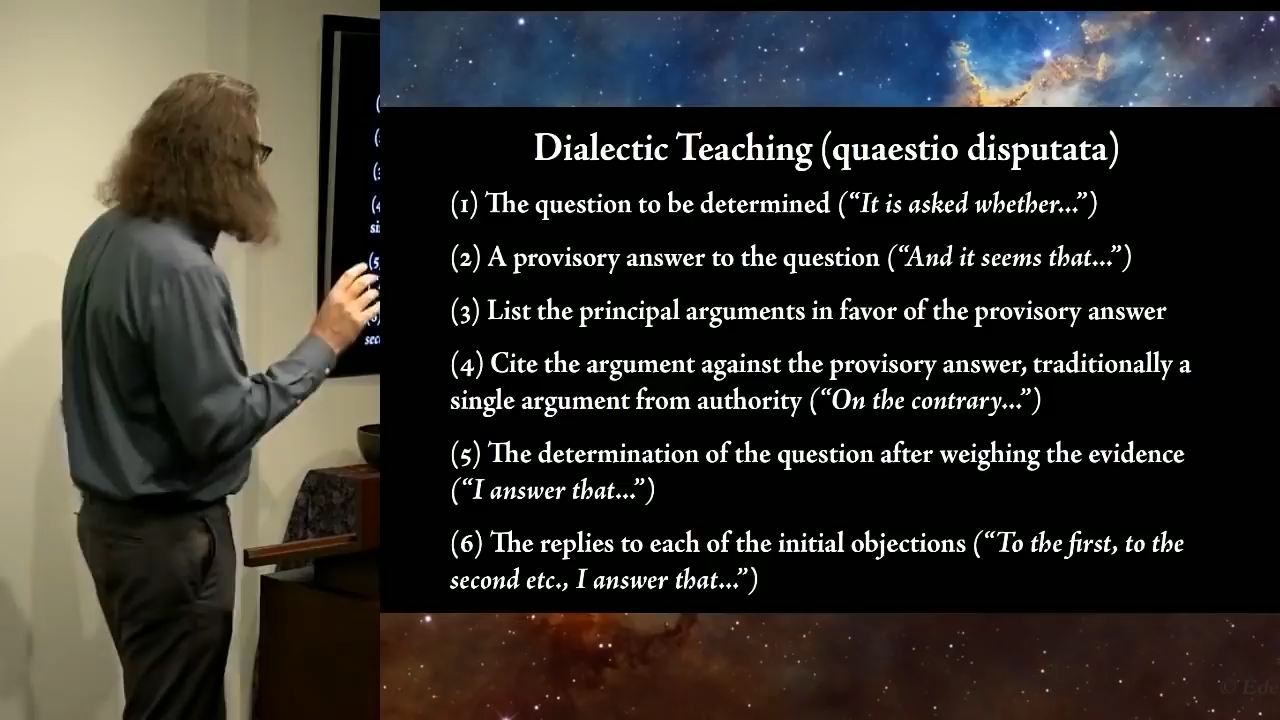 Dialectic Teaching (quaestio disputata)
(1) The question to be determined (“It is asked whether...”)
(2) A provisory answer to the question (“And it seems that...”)
(3) List the principal arguments in favor of the provisory answer
(4) Cite the argument against the provisory answer, traditionally a
single argument from authority (“On the contrary...”)
(5) The determination of the question after weighing the evidence
(“I answer that...”)
(6) The replies to each of the initial objections (“To the first, to the
second etc., I answer that...”)